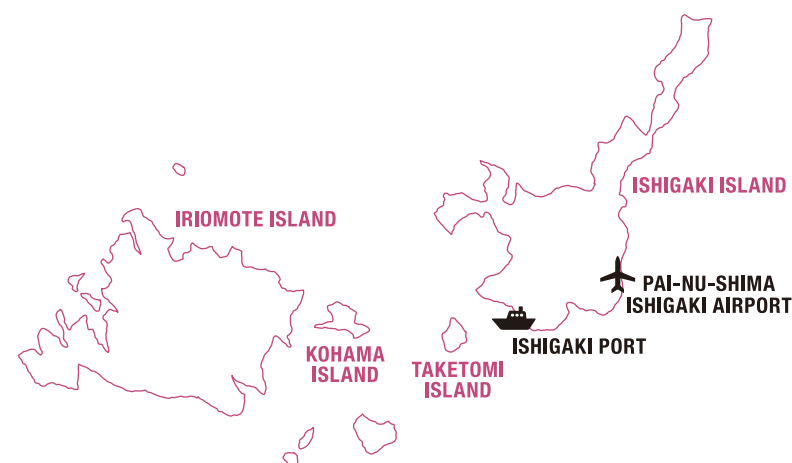 ISHIGAKI ISLAND
IRIOMOTE ISLAND
PAI-NU-SHIMA
ISHIGAKI AIRPORT
ISHIGAKI PORT
KOHAMA
ISLAND
TAKETOMI
ISLAND